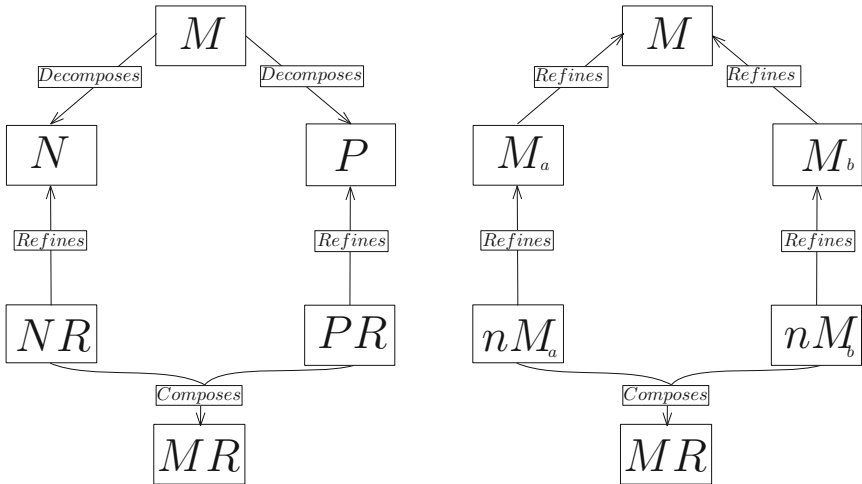 M
Decomposes
Decomposes
N
P
Refines
Refines
NR
PR
Composes
MR
M
Refines
Refines
Ma
Mb
Refines
Refines
nMa
nMb
Composes
MR